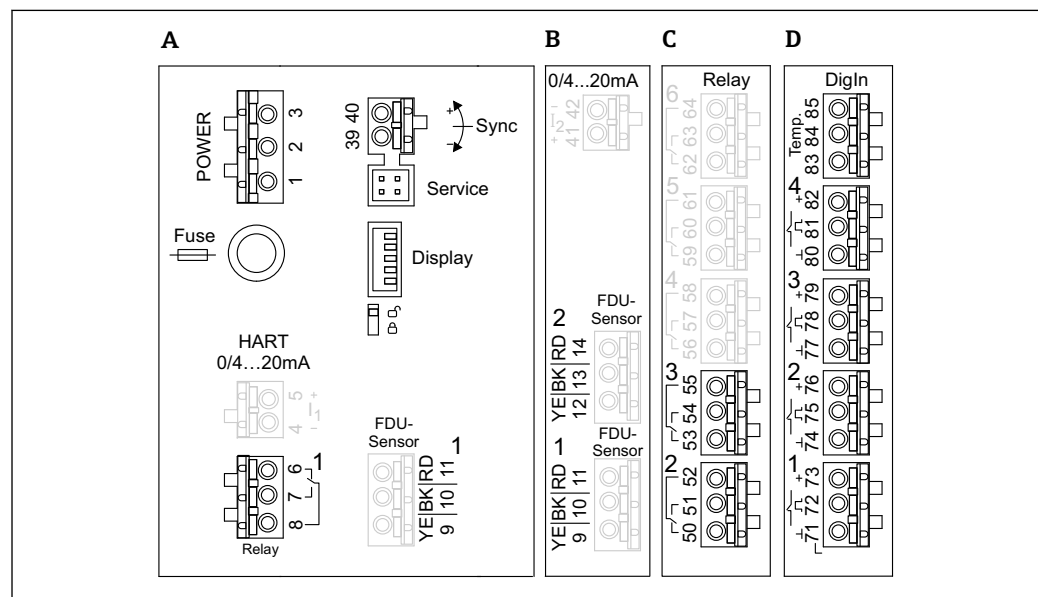 A
B
C
D
POWER
3
2
1
39 40
+
-
Sync
Service
Fuse
Display
HART
0/4...20mA
5
4
I1
+
-
6
7
8
1
Relay
FDU-
Sensor
1
YE|BK|RD
9|10|11
0/4...20mA
-
I2
+
41 42
2
FDU-
Sensor
YE|BK|RD
12|13|14
1
FDU-
Sensor
YE|BK|RD
9|10|11
Relay
6
62 63 64
5
59 60 61
4
56 57 58
3
53 54 55
2
50 51 52
DigIn
Temp.
83 84 85
4
80 81 82
+
3
77 78 79
+
2
74 75 76
+
1
71 72 73
+